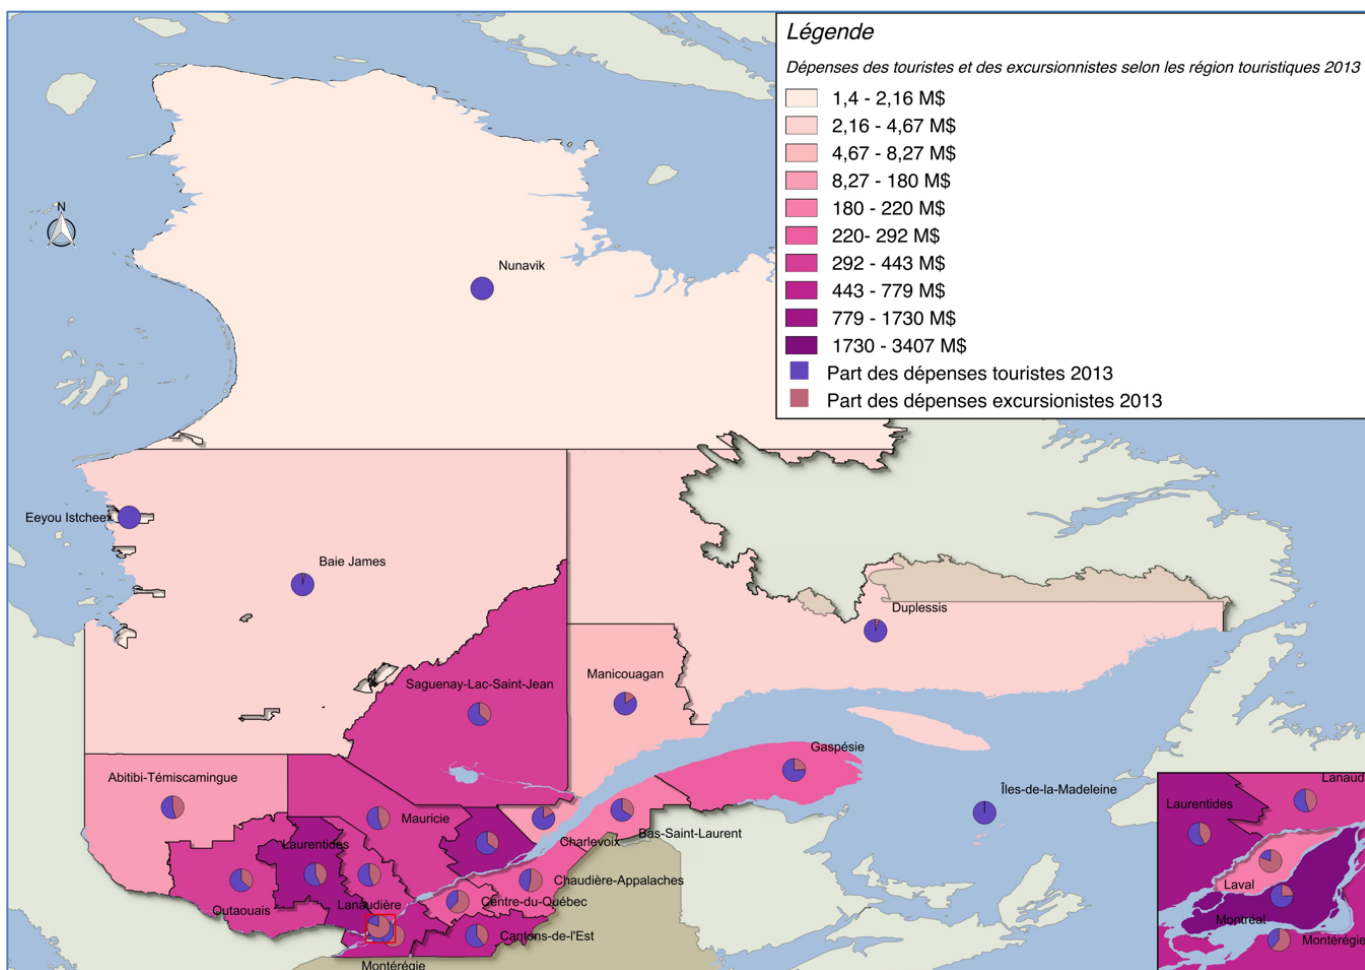 Légende
Dépenses des touristes et des excursionnistes selon les région touristiques 2013
1,4 - 2,16 M$
2,16 - 4,67 M$
4,67 - 8,27 M$
8,27 - 180 M$
180 - 220 M$
220- 292 M$
292 - 443 M$
443 - 779 M$
779 - 1730 M$
1730 - 3407 M$
Part des dépenses touristes 2013
Part des dépenses excursionistes 2013
N
Nunavik
Eeyou Istchee
Baie James
Duplessis
Manicouagan
Saguenay-Lac-Saint-Jean
Gaspésie
Abitibi-Témiscamingue
Îles-de-la-Madeleine
Mauricie
Bas-Saint-Laurent
Charlevoix
Laurentides
Chaudière-Appalaches
Lanaudière
Centre-du-Québec
Outaouais
Cantons-de-l'Est
Montérégie
Lanaud
Laurentides
Laval
Montréal
Montérégie